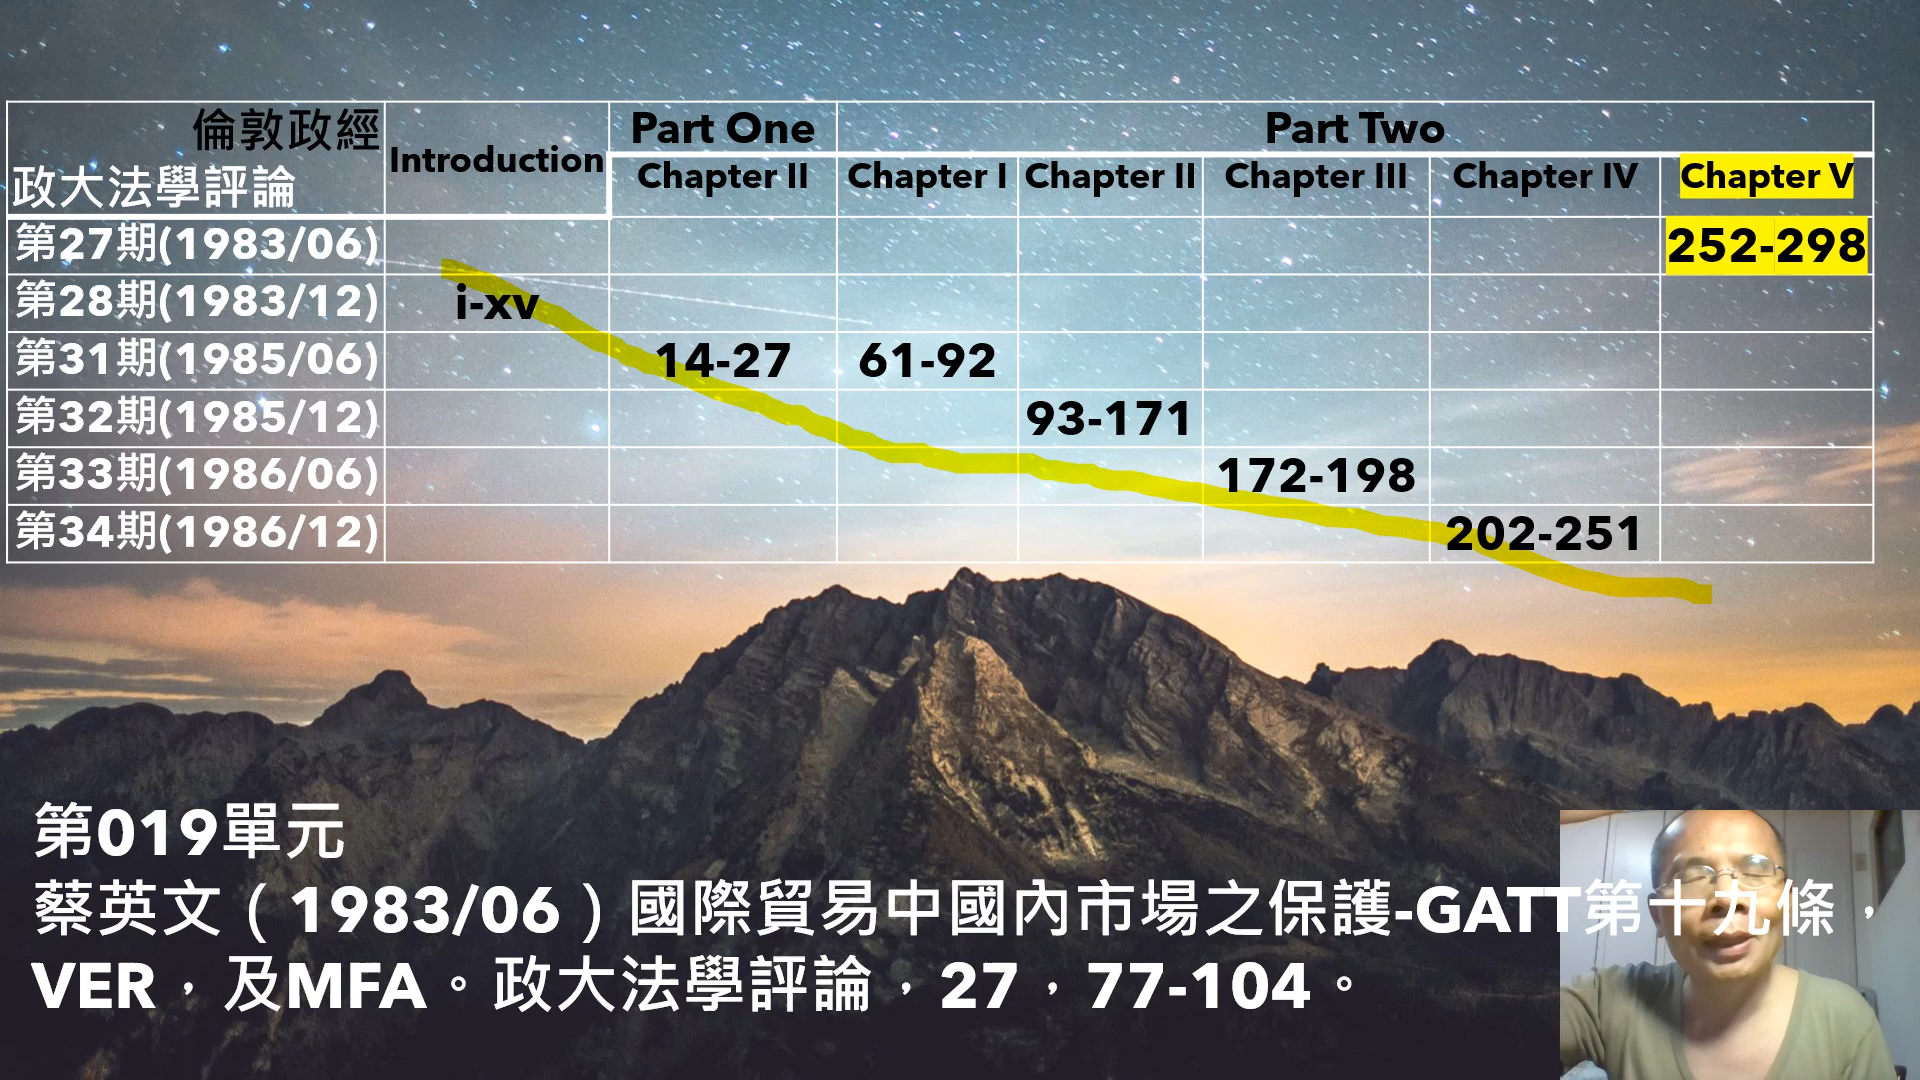 倫敦政經
政大法學評論
Introduction
Part One
Part Two
Chapter II
Chapter I
Chapter II
Chapter III
Chapter IV
Chapter V
第27期(1983/06)
252-298
第28期(1983/12)
i-xv
第31期(1985/06)
14-27
61-92
第32期(1985/12)
93-171
第33期(1986/06)
172-198
第34期(1986/12)
202-251
第019單元
蔡英文（1983/06）國際貿易中國內市場之保護-GATT第十九條，
VER，及MFA。政大法學評論，27，77-104。